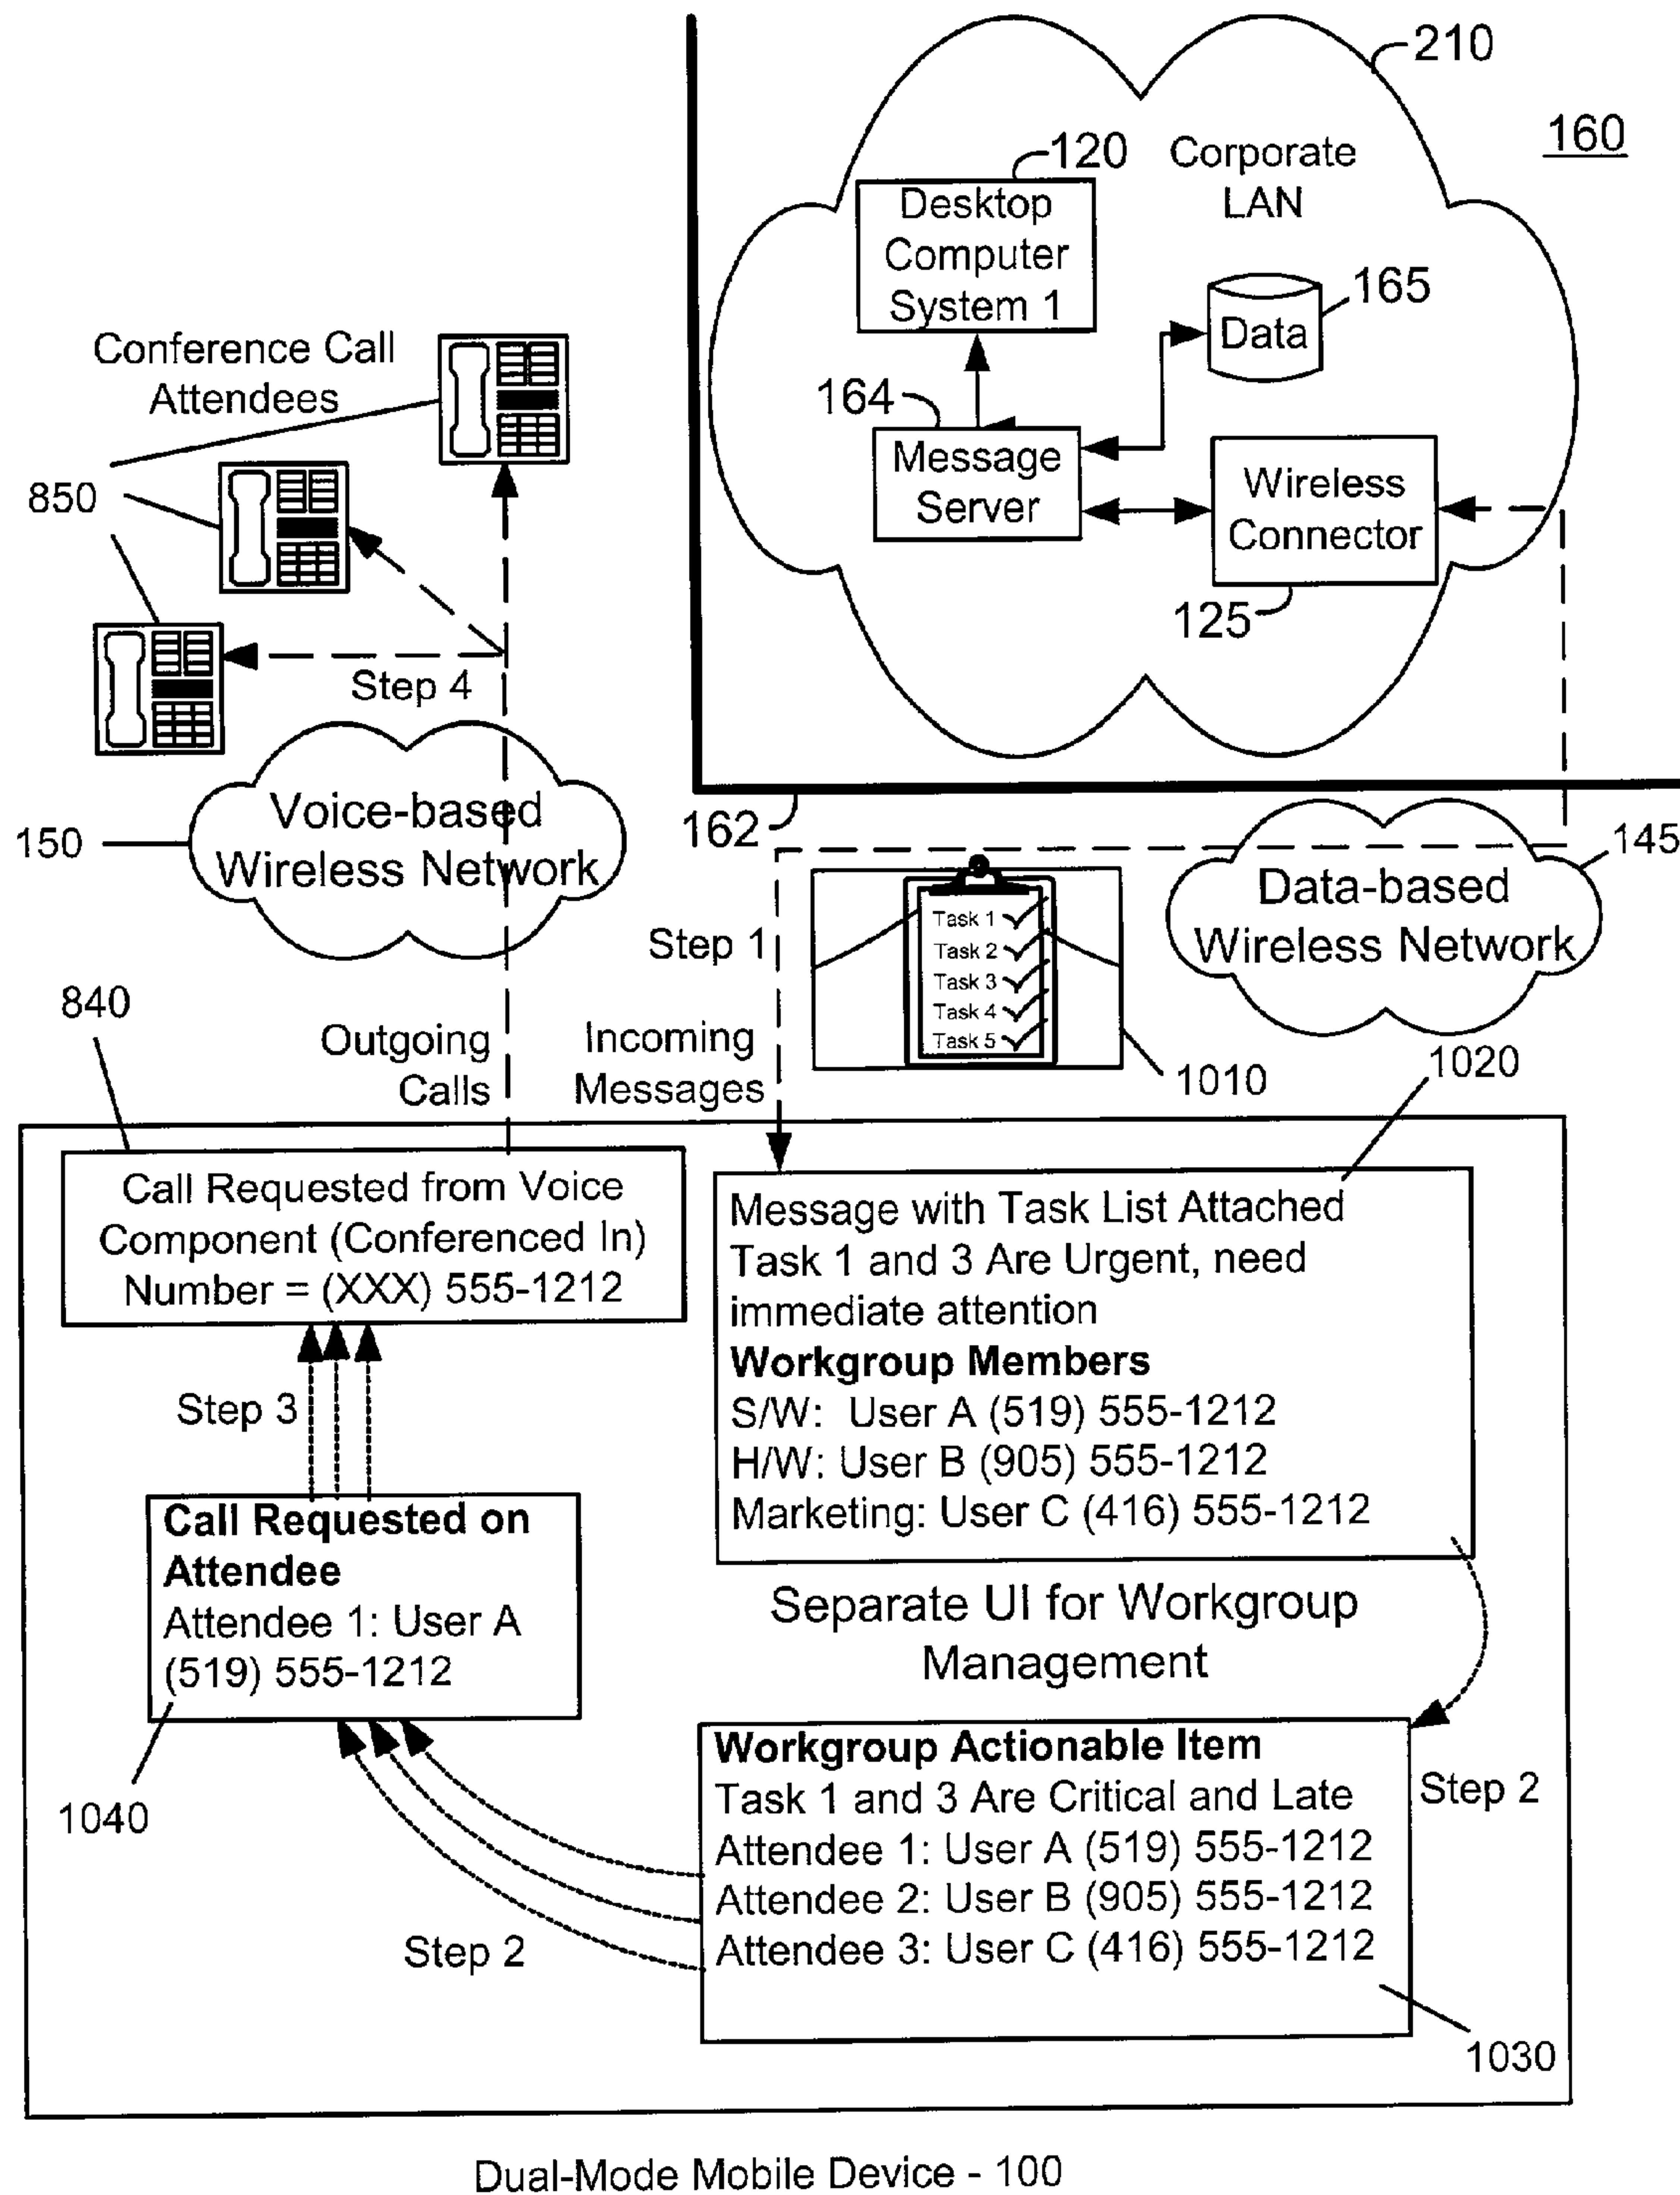 210
160
120
Corporate
LAN
Desktop
Computer
System 1
165
Data
Conference Call
Attendees
164
Message
Server
Wireless
Connector
850
125
Step 4
Voice-based
Wireless Network
150
162
145
Data-based
Wireless Network
Task 1
Task 2
Task 3
Task 4
Task 5
Step 1
840
Outgoing
Calls
Incoming
Messages
1010
1020
Call Requested from Voice
Component (Conferenced In)
Number = (XXX) 555-1212
Message with Task List Attached
Task 1 and 3 Are Urgent, need
immediate attention
Workgroup Members
S/W: User A (519) 555-1212
H/W: User B (905) 555-1212
Marketing: User C (416) 555-1212
Step 3
Call Requested on
Attendee
Attendee 1: User A
(519) 555-1212
Separate UI for Workgroup
Management
1040
Workgroup Actionable Item
Task 1 and 3 Are Critical and Late
Attendee 1: User A (519) 555-1212
Attendee 2: User B (905) 555-1212
Attendee 3: User C (416) 555-1212
Step 2
Step 2
1030
Dual-Mode Mobile Device - 100